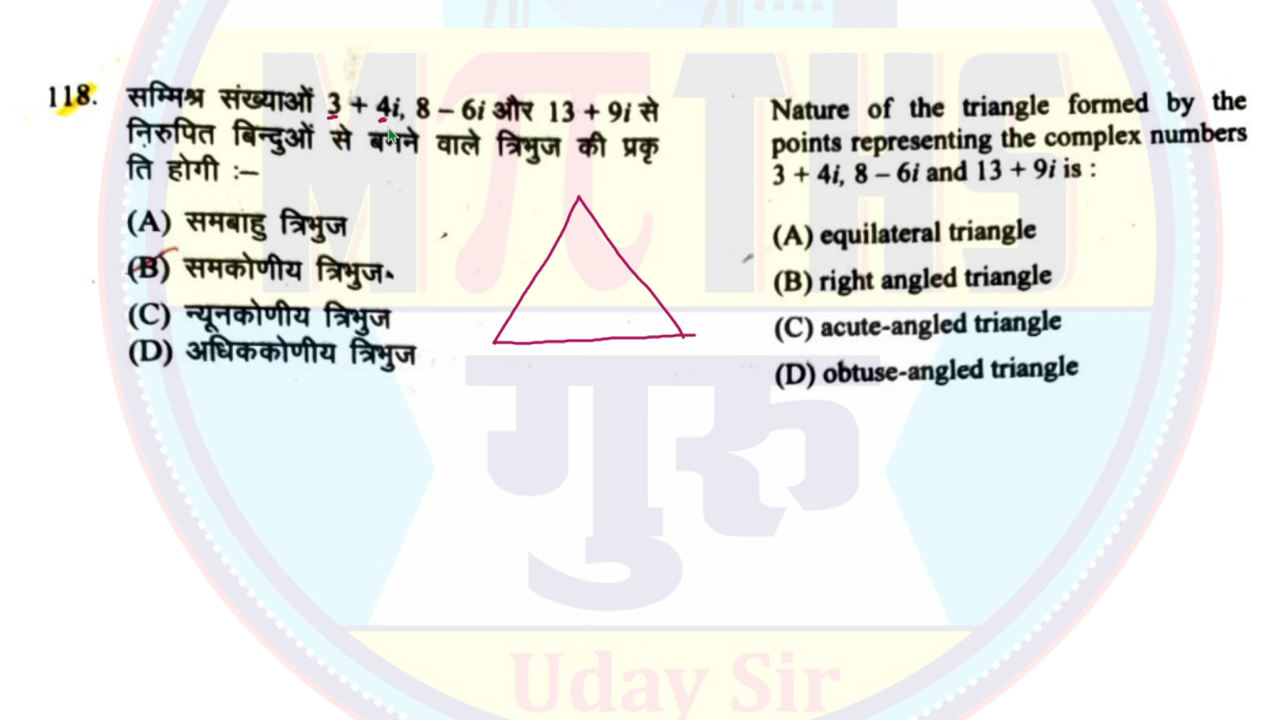 118. सम्मिश्र संख्याओं 3 + 4i, 8 – 6i और 13 + 9i से
निरुपित बिन्दुओं से बनने वाले त्रिभुज की प्रकृ
ति होगी :–
(A) समबाहु त्रिभुज
(B) समकोणीय त्रिभुज
(C) न्यूनकोणीय त्रिभुज
(D) अधिककोणीय त्रिभुज
Nature of the triangle formed by the
points representing the complex numbers
3 + 4i, 8 – 6i and 13 + 9i is :
(A) equilateral triangle
(B) right angled triangle
(C) acute-angled triangle
(D) obtuse-angled triangle
MπTHS
गुरु
Uday Sir